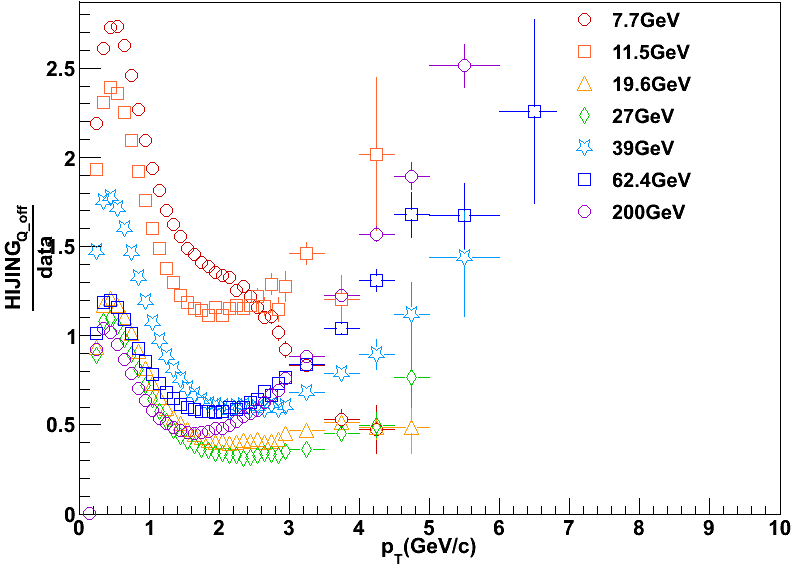 HIJING_Q_off
data
2.5
2
1.5
1
0.5
0
0 1 2 3 4 5 6 7 8 9 10
p_T(GeV/c)
7.7GeV
11.5GeV
19.6GeV
27GeV
39GeV
62.4GeV
200GeV